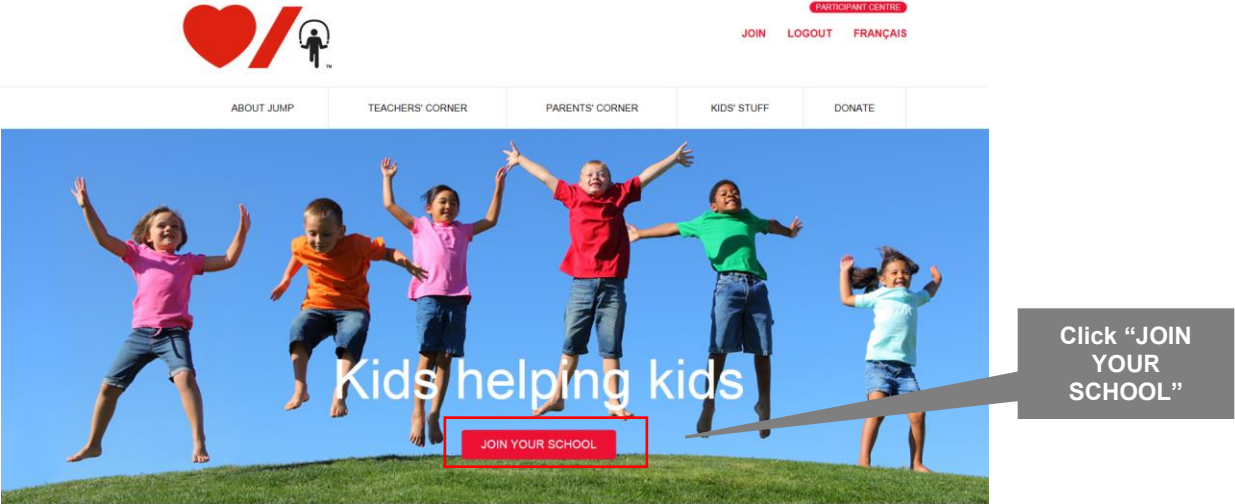 PARTICIPANT CENTRE
JOIN LOGOUT FRANÇAIS
TM
ABOUT JUMP TEACHERS' CORNER PARENTS' CORNER KIDS' STUFF DONATE
Kids helping kids
JOIN YOUR SCHOOL
Click “JOIN
YOUR
SCHOOL”